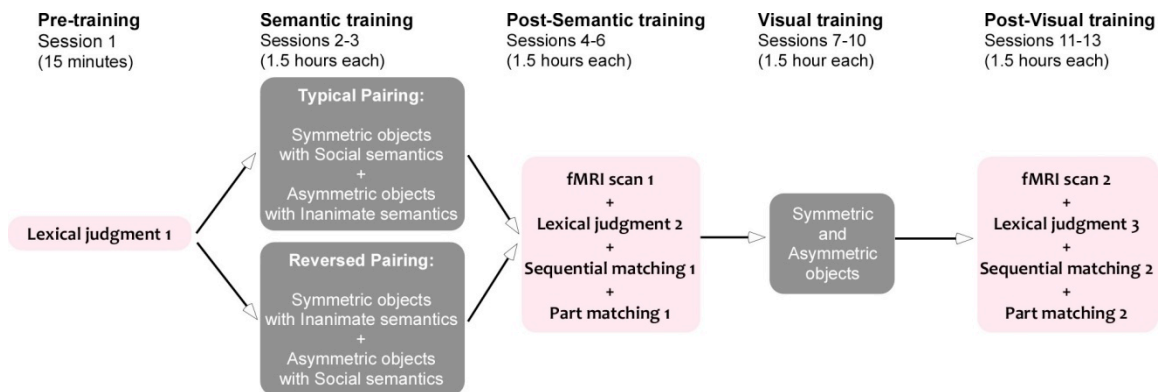 Pre-training
Session 1
(15 minutes)
Semantic training
Sessions 2-3
(1.5 hours each)
Post-Semantic training
Sessions 4-6
(1.5 hours each)
Visual training
Sessions 7-10
(1.5 hour each)
Post-Visual training
Sessions 11-13
(1.5 hours each)
Lexical judgment 1
Typical Pairing:
Symmetric objects
with Social semantics
+
Asymmetric objects
with Inanimate semantics
Reversed Pairing:
Symmetric objects
with Inanimate semantics
+
Asymmetric objects
with Social semantics
fMRI scan 1
+
Lexical judgment 2
+
Sequential matching 1
+
Part matching 1
Symmetric
and
Asymmetric
objects
fMRI scan 2
+
Lexical judgment 3
+
Sequential matching 2
+
Part matching 2